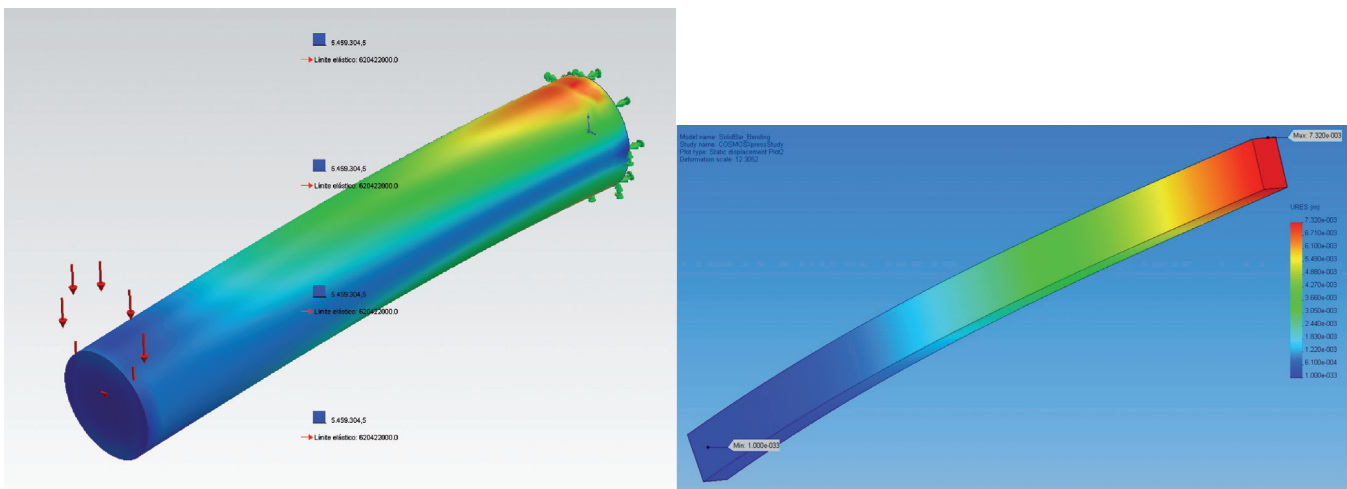 5.459.304,5
Límite elástico: 620422000.0
5.459.304,5
Límite elástico: 620422000.0
5.459.304,5
Límite elástico: 620422000.0
5.459.304,5
Límite elástico: 620422000.0
Model name: SolidBar_Bending
Study name: COSMOSXpressStudy
Plot type: Static displacement Plot2
Deformation scale: 12.3052
Max: 7.320e-003
URES (m)
7.320e-003
6.710e-003
6.100e-003
5.490e-003
4.880e-003
4.270e-003
3.660e-003
3.050e-003
2.440e-003
1.830e-003
1.220e-003
6.100e-004
1.000e-033
Min: 1.000e-033